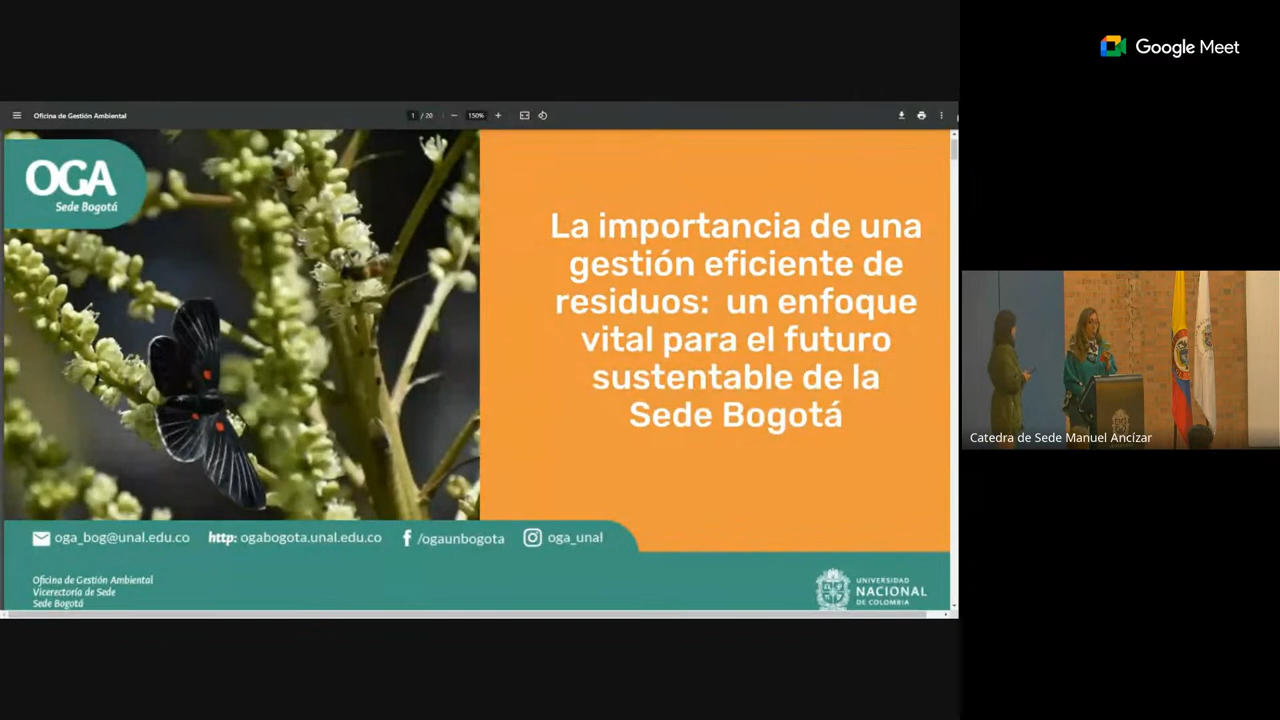 Google Meet
Oficina de Gestión Ambiental
1 / 20
150%
OGA
Sede Bogotá
La importancia de una
gestión eficiente de
residuos: un enfoque
vital para el futuro
sustentable de la
Sede Bogotá
oga_bog@unal.edu.co
http: ogabogota.unal.edu.co
/ogaunbogota
oga_unal
Oficina de Gestión Ambiental
Vicerectoría de Sede
Sede Bogotá
UNIVERSIDAD
NACIONAL
DE COLOMBIA
Catedra de Sede Manuel Ancízar